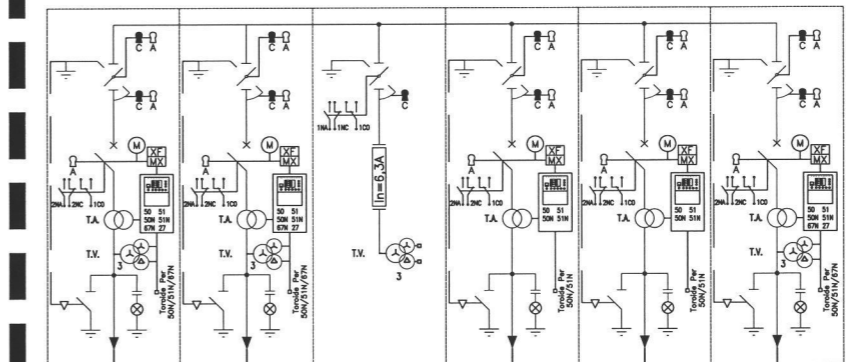 C A
C A
M
XF
MX
A
2NA 2NC 1CO
50 51
50N 51N
67N 27
T.A.
T.V.
3
Toroide Per
50N/51N/67N
C A
C A
M
XF
MX
A
2NA 2NC 1CO
50 51
50N 51N
67N 27
T.A.
T.V.
3
Toroide Per
50N/51N/67N
C A
C
1NA 1NC 1CO
In=6,3A
T.V.
3
C A
C A
M
XF
MX
A
2NA 2NC 1CO
50 51
50N 51N
T.A.
Toroide Per
50N/51N
C A
C A
M
XF
MX
A
2NA 2NC 1CO
50 51
50N 51N
T.A.
Toroide Per
50N/51N
C A
C A
M
XF
MX
A
2NA 2NC 1CO
50 51
50N 51N
67N 27
T.A.
T.V.
3
Toroide Per
50N/51N/67N